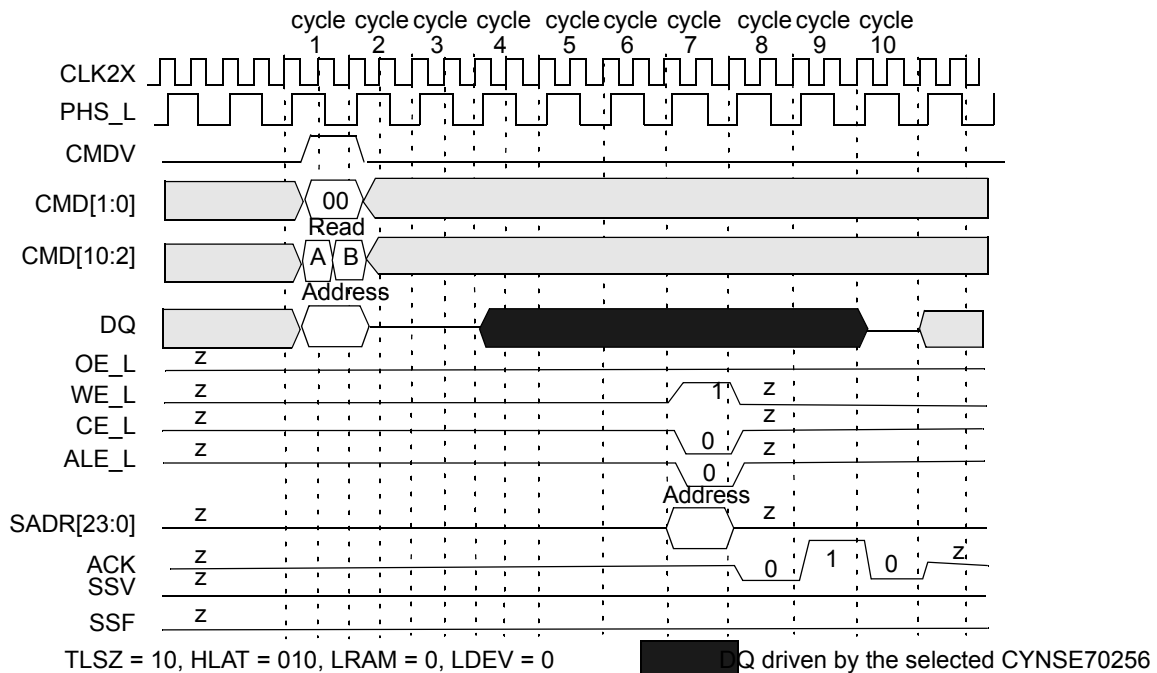 cycle cycle cycle cycle cycle cycle cycle cycle cycle cycle
1 2 3 4 5 6 7 8 9 10
CLK2X
PHS_L
CMDV
CMD[1:0] 00
Read
CMD[10:2] A B
Address
DQ
OE_L z
WE_L z 1 z
CE_L z 0 z
ALE_L z 0 z
Address
SADR[23:0] z z
ACK z 0 1 0 z
SSV z
SSF z
TLSZ = 10, HLAT = 010, LRAM = 0, LDEV = 0 DQ driven by the selected CYNSE70256